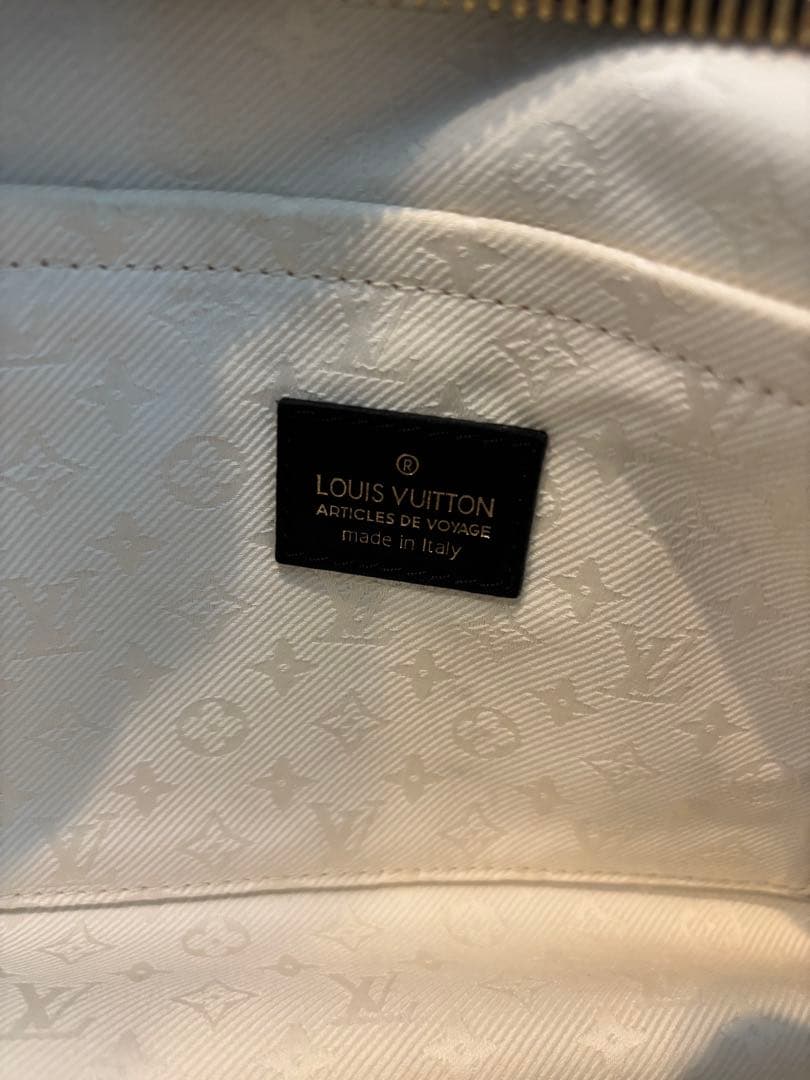 ®
LOUIS VUITTON
ARTICLES DE VOYAGE
made in Italy